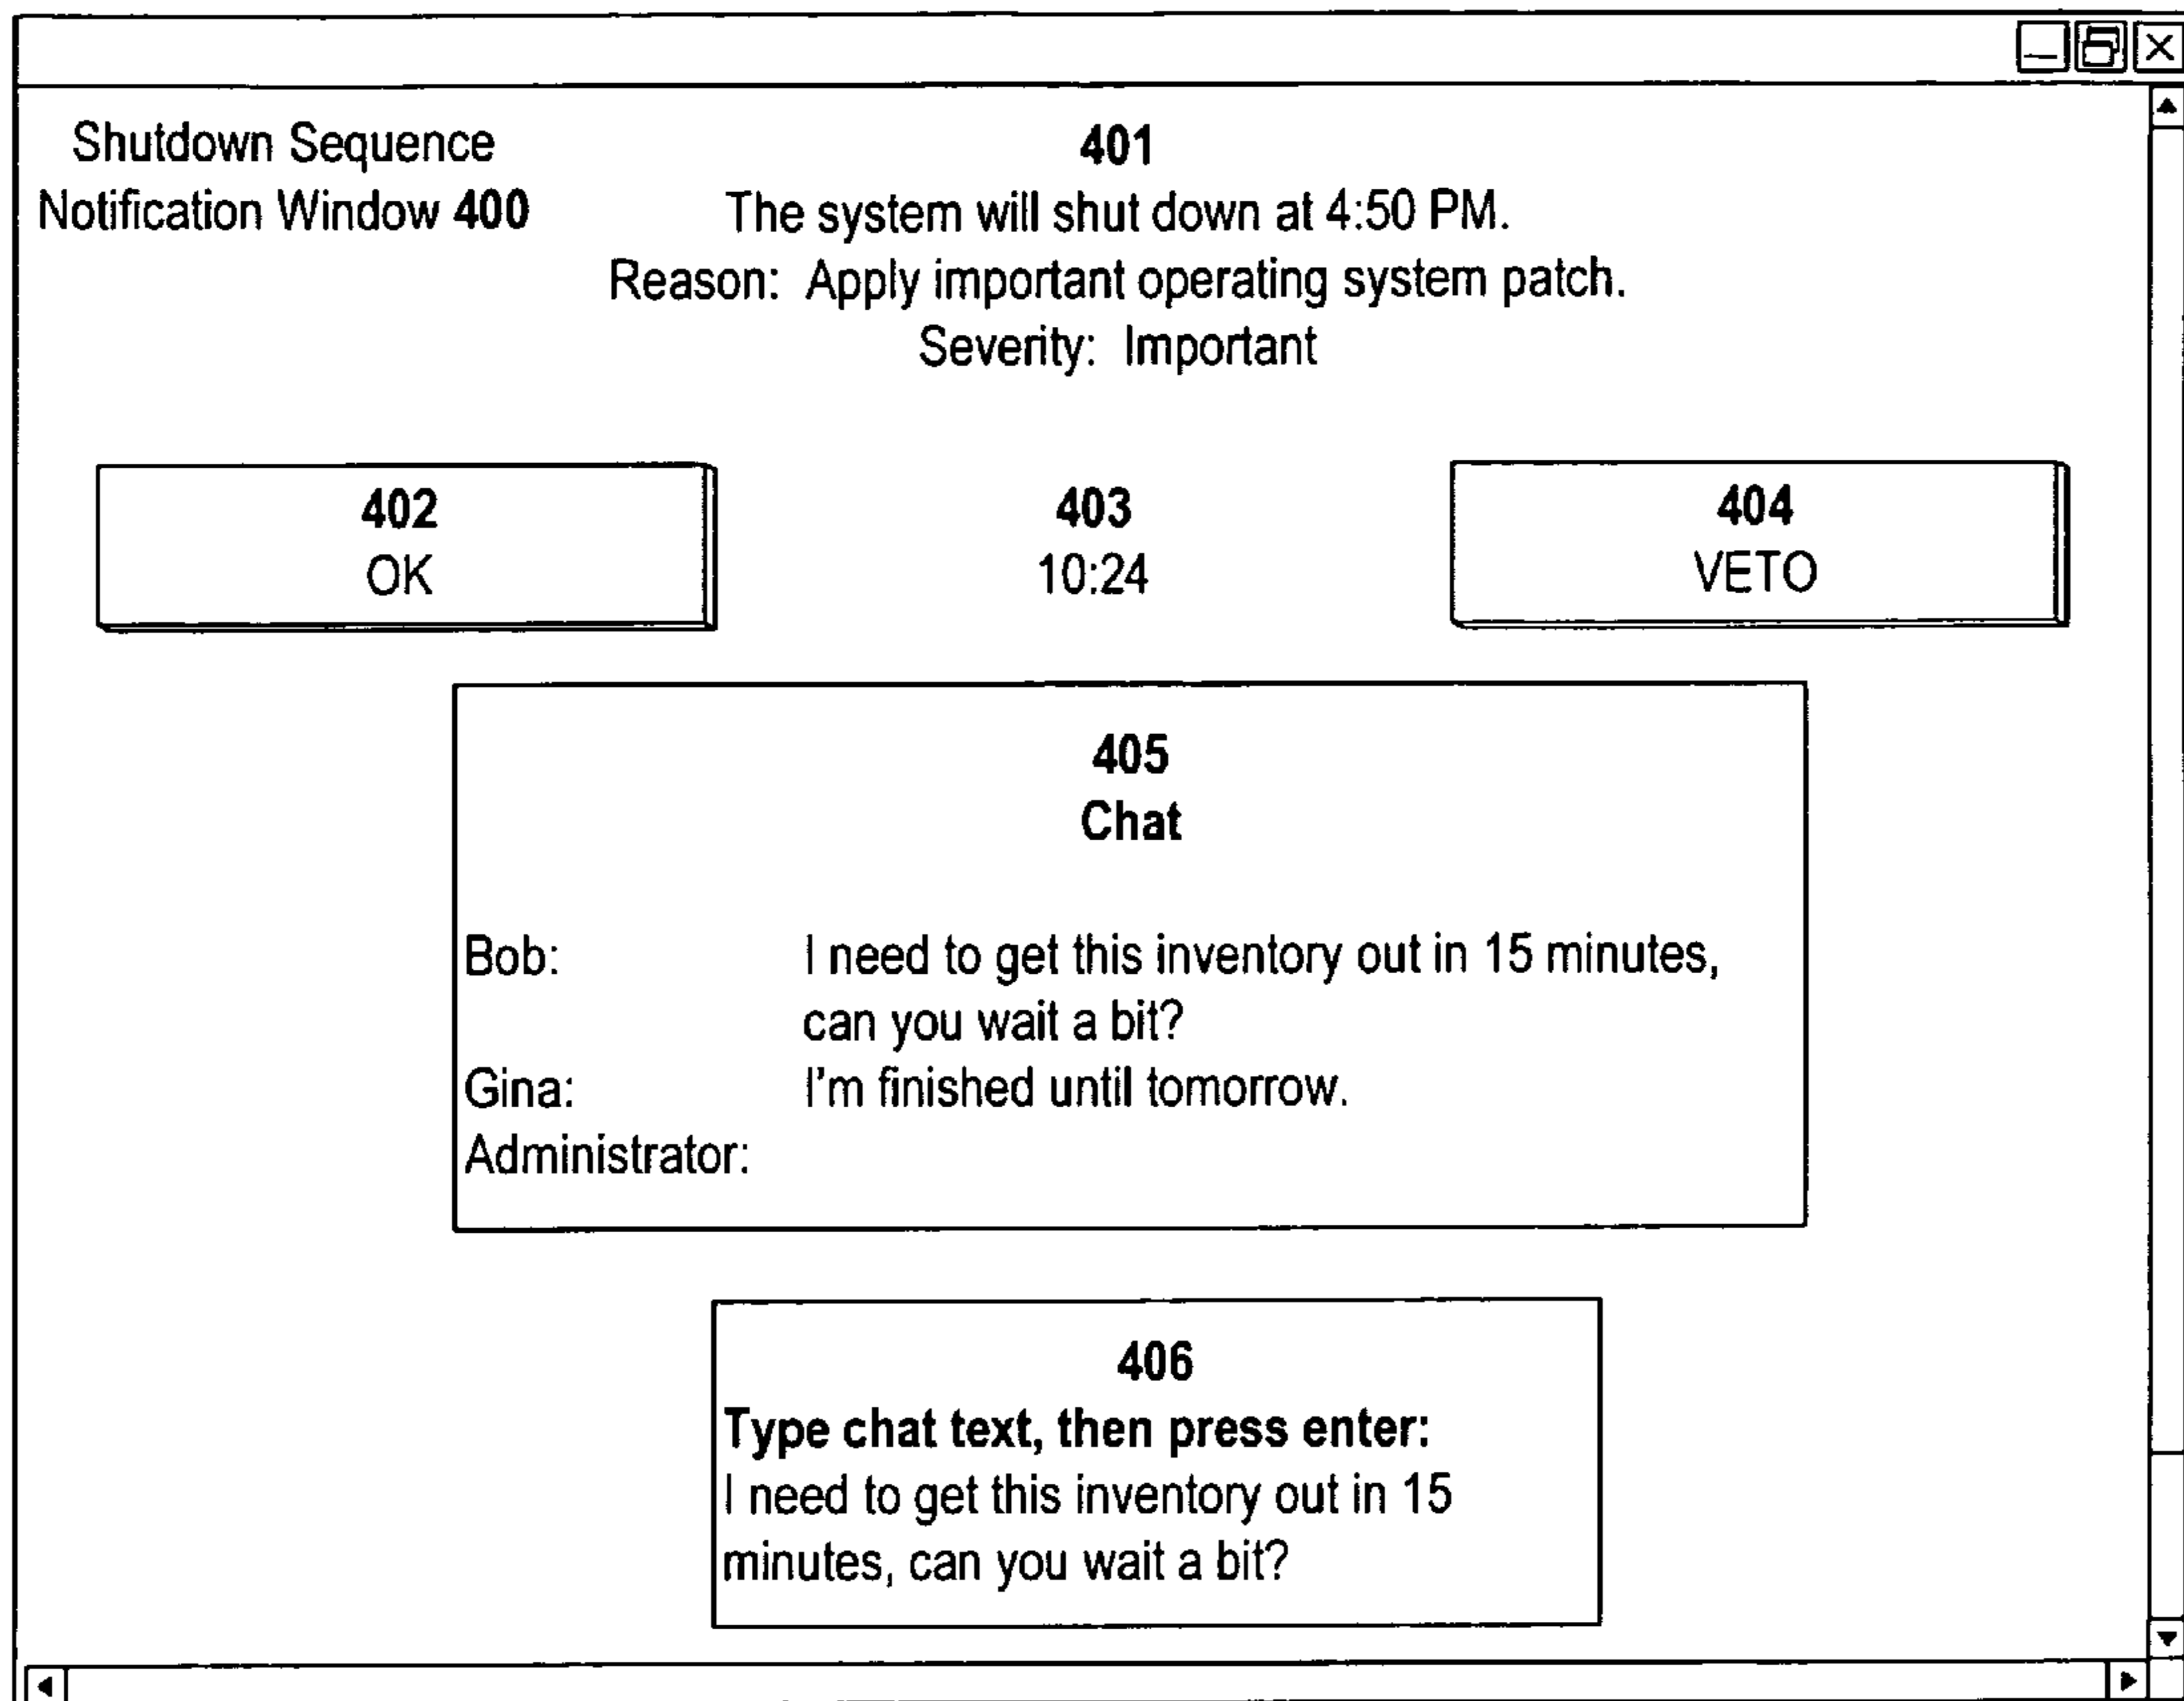 Shutdown Sequence
Notification Window 400
401
The system will shut down at 4:50 PM.
Reason: Apply important operating system patch.
Severity: Important
402
OK
403
10:24
404
VETO
405
Chat
Bob: I need to get this inventory out in 15 minutes,
can you wait a bit?
Gina: I'm finished until tomorrow.
Administrator:
406
Type chat text, then press enter:
I need to get this inventory out in 15
minutes, can you wait a bit?